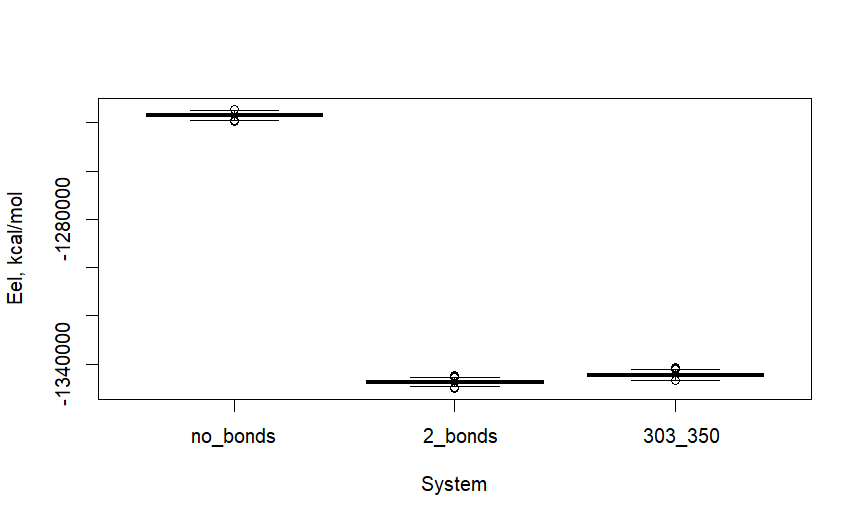 Eel, kcal/mol
-1280000
-1340000
no_bonds 2_bonds 303_350
System